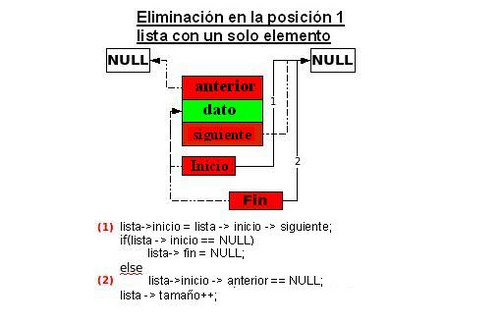 Eliminación en la posición 1
lista con un solo elemento
NULL
NULL
anterior
1
dato
siguiente
2
Inicio
Fin
(1) lista->inicio = lista -> inicio -> siguiente;
if(lista -> inicio == NULL)
lista-> fin = NULL;
else
(2) lista->inicio -> anterior == NULL;
lista -> tamaño++;